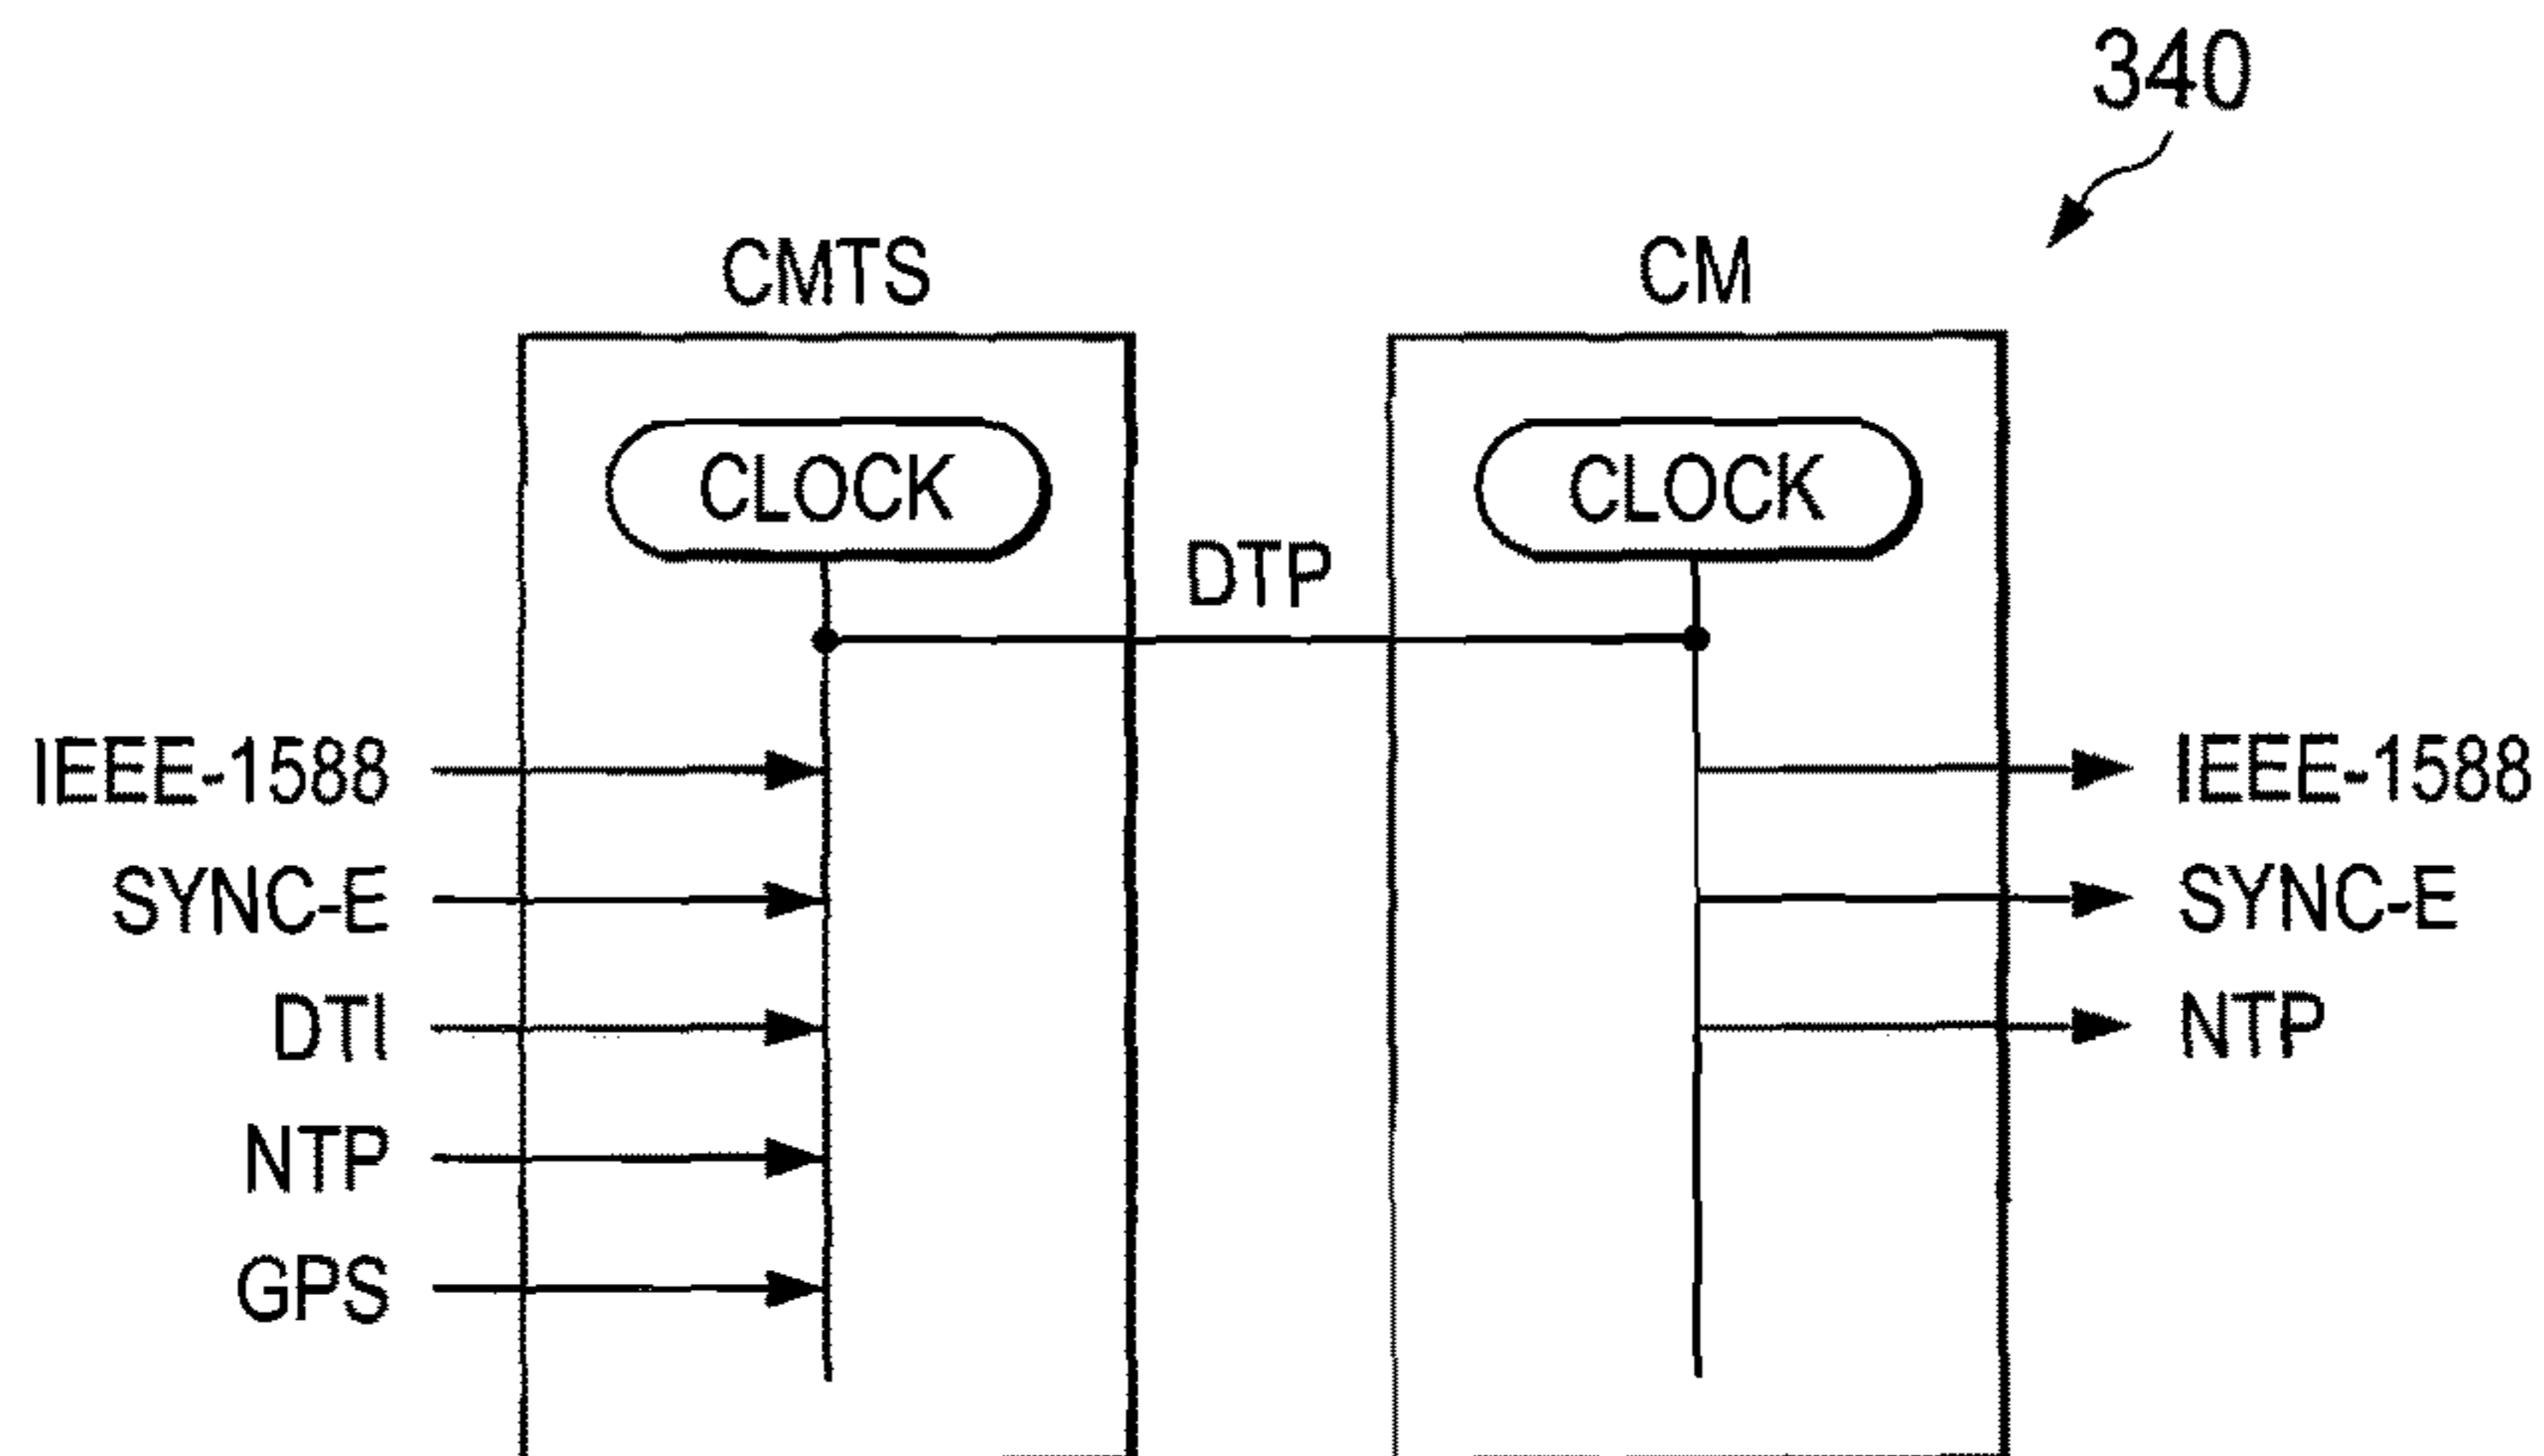 340
CMTS
CM
CLOCK
CLOCK
DTP
IEEE-1588
IEEE-1588
SYNC-E
SYNC-E
DTI
NTP
NTP
GPS